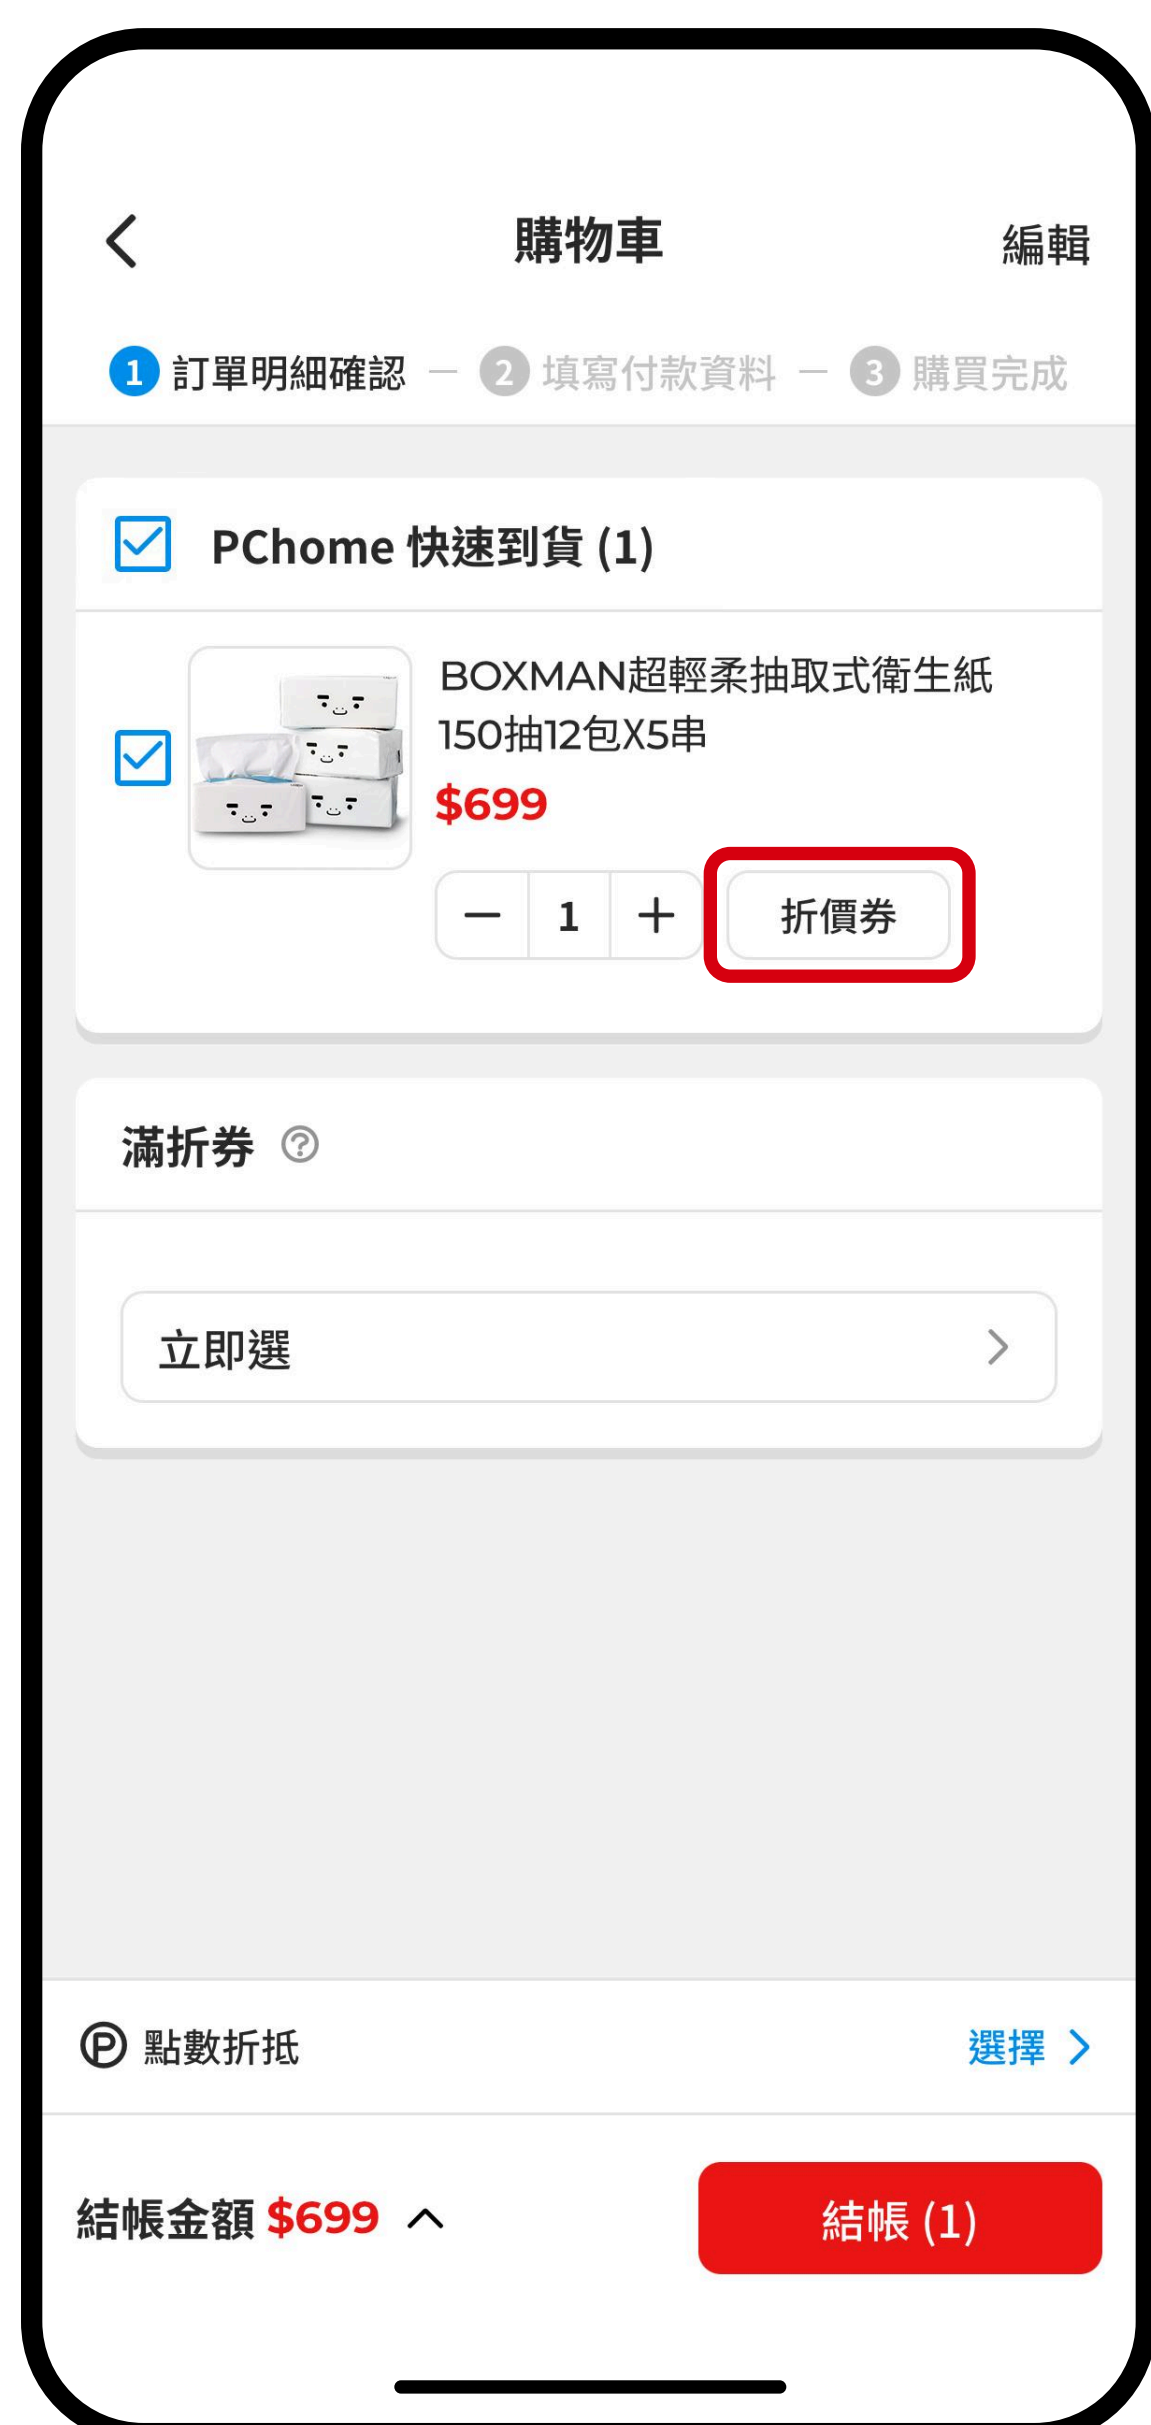 購物車
編輯
1 訂單明細確認 — 2 填寫付款資料 — 3 購買完成
PChome 快速到貨 (1)
BOXMAN超輕柔抽取式衛生紙
150抽12包X5串
$699
1
折價券
滿折券 ?
立即選
P 點數折抵
選擇
結帳金額 $699
結帳 (1)